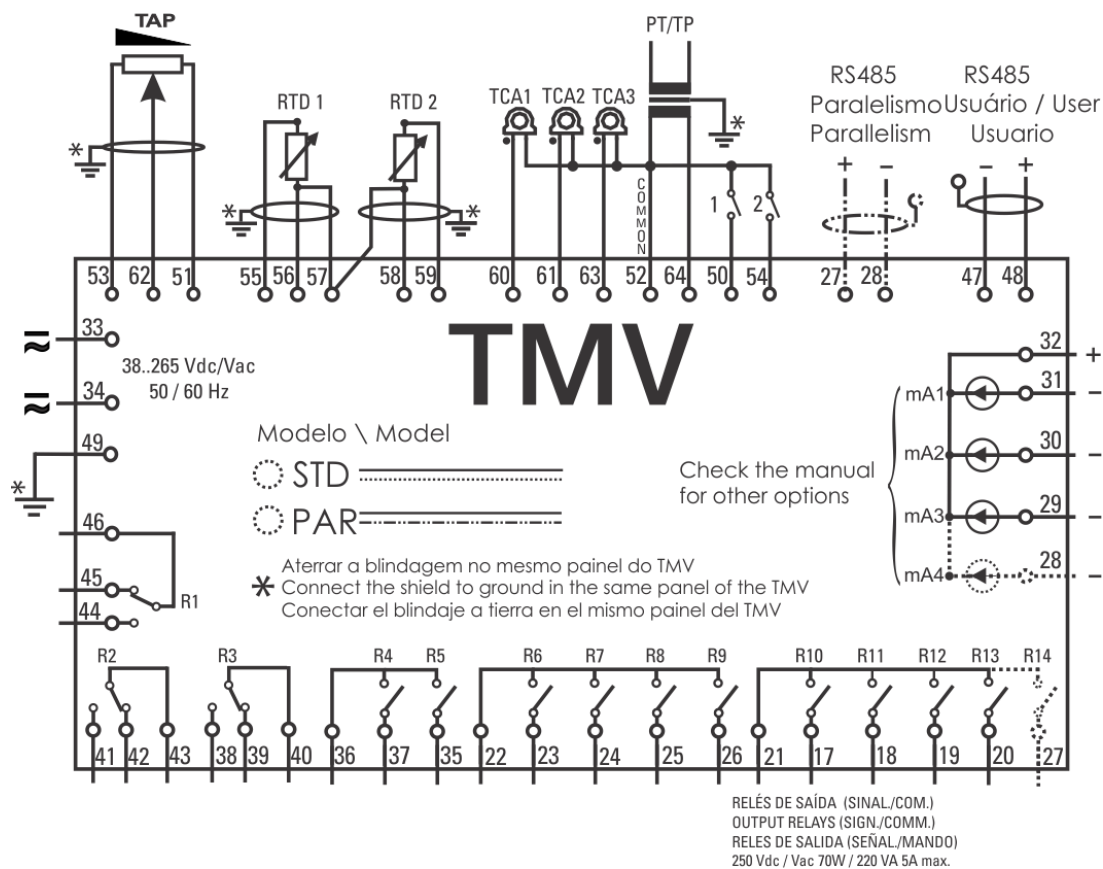 TAP
PT/TP
RTD 1
RTD 2
TCA1
TCA2
TCA3
RS485
Paralelismo
Parallelism
RS485
Usuário / User
Usuario
*
*
*
*
COMMON
1
2
+
-
-
+
53
62
51
55
56
57
58
59
60
61
63
52
64
50
54
27
28
47
48
TMV
33
38..265 Vdc/Vac
50 / 60 Hz
34
49
*
46
45
44
R1
Modelo \ Model
STD
PAR
* Aterrar a blindagem no mesmo painel do TMV
Connect the shield to ground in the same panel of the TMV
Conectar el blindaje a tierra en el mismo painel del TMV
Check the manual
for other options
32 +
mA1 31 -
mA2 30 -
mA3 29 -
mA4 28 -
R2
R3
R4
R5
R6
R7
R8
R9
R10
R11
R12
R13
R14
41
42
43
38
39
40
36
37
35
22
23
24
25
26
21
17
18
19
20
27
RELÉS DE SAÍDA (SINAL./COM.)
OUTPUT RELAYS (SIGN./COMM.)
RELES DE SALIDA (SEÑAL./MANDO)
250 Vdc / Vac 70W / 220 VA 5A max.